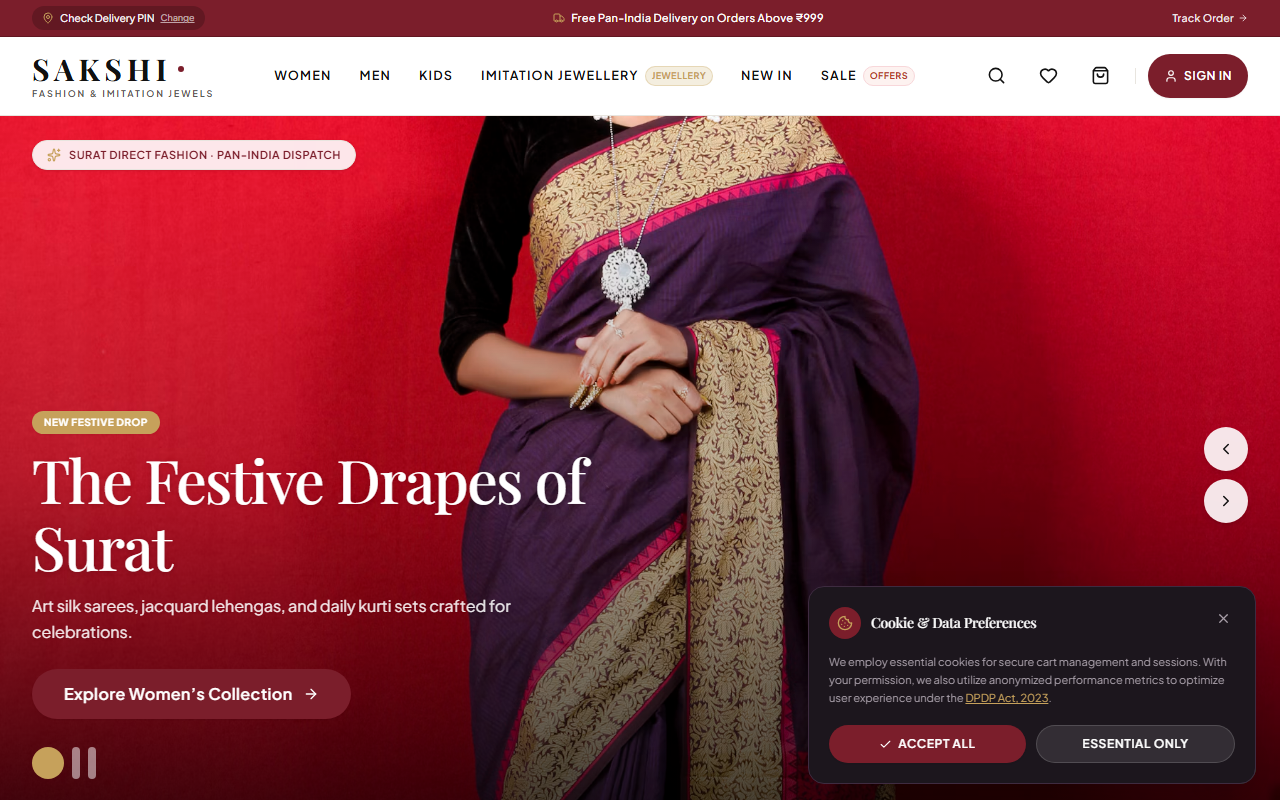 Check Delivery PIN Change
Free Pan-India Delivery on Orders Above ₹999
Track Order →
SAKSHI
FASHION & IMITATION JEWELS
WOMEN
MEN
KIDS
IMITATION JEWELLERY JEWELLERY
NEW IN
SALE OFFERS
SIGN IN
SURAT DIRECT FASHION · PAN-INDIA DISPATCH
NEW FESTIVE DROP
The Festive Drapes of
Surat
Art silk sarees, jacquard lehengas, and daily kurti sets crafted for
celebrations.
Explore Women’s Collection →
Cookie & Data Preferences
We employ essential cookies for secure cart management and sessions. With
your permission, we also utilize anonymized performance metrics to optimize
user experience under the DPDP Act, 2023.
ACCEPT ALL
ESSENTIAL ONLY